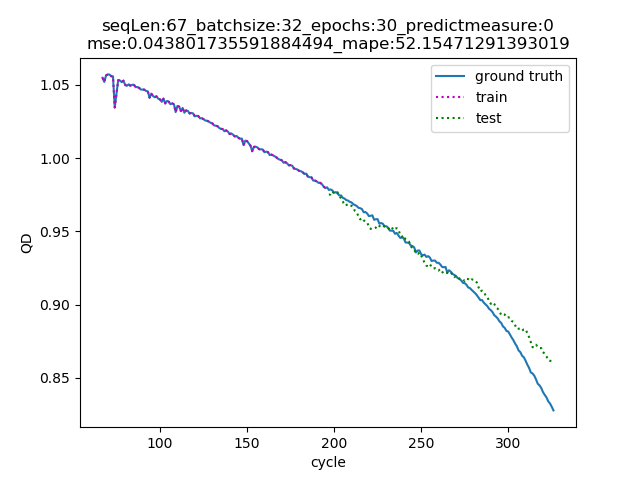 seqLen:67_batchsize:32_epochs:30_predictmeasure:0
mse:0.043801735591884494_mape:52.15471291393019
ground truth
train
test
1.05
1.00
0.95
0.90
0.85
QD
100 150 200 250 300
cycle